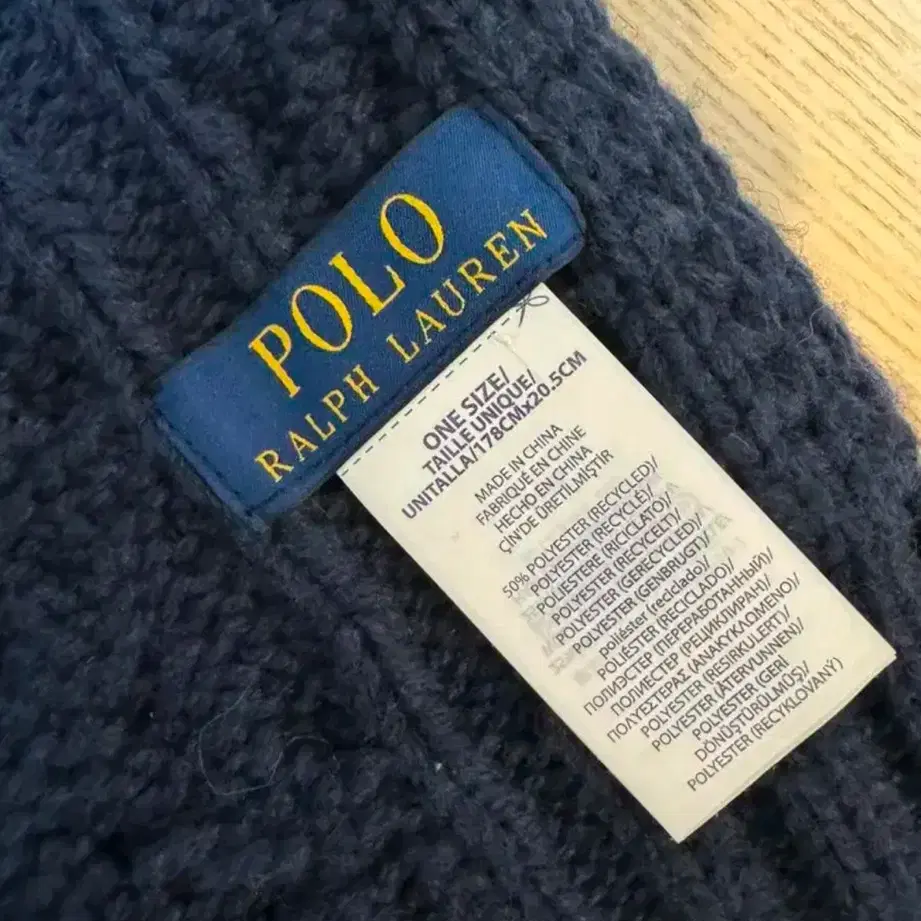 POLO
RALPH LAUREN
ONE SIZE/
TAILLE UNIQUE/
UNITALLA/178CMx20.5CM
MADE IN CHINA
FABRIQUÉ EN CHINE
HECHO EN CHINA
ÇİN'DE ÜRETİLMİŞTİR
50% POLYESTER (RECYCLED)/
POLYESTER (RECYCLÉ)/
POLIESTERE (RICICLATO)/
POLYESTER (RECYCELT)/
POLYESTER (GERECYCLED)/
POLYESTER (GENBRUGT)/
poliéster (reciclado)/
POLIÉSTER (RECICLADO)/
ПОЛИЭСТЕР (ПЕРЕРАБОТАННЫЙ)/
ПОЛИЕСТЕР (РЕЦИКЛИРАН)/
ΠΟΛΥΕΣΤΕΡΑΣ (ΑΝΑΚΥΚΛΩΜΕΝΟ)/
POLYESTER (RESIRKULERT)/
POLYESTER (ÅTERVUNNEN)/
POLYESTER (GERİ
DÖNÜŞTÜRÜLMÜŞ)/
POLYESTER (RECYKLOVANÝ)